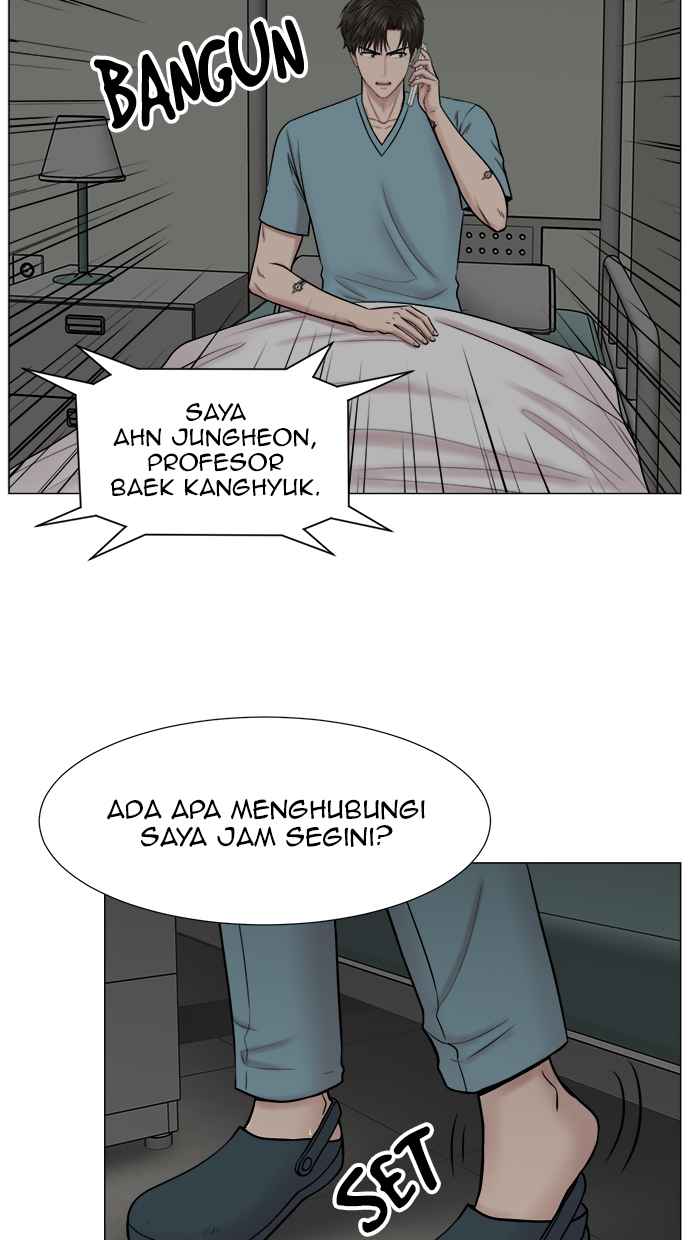 BANGUN
SAYA
AHN JUNGHEON,
PROFESOR
BAEK KANGHYUK.
ADA APA MENGHUBUNGI
SAYA JAM SEGINI?
SET